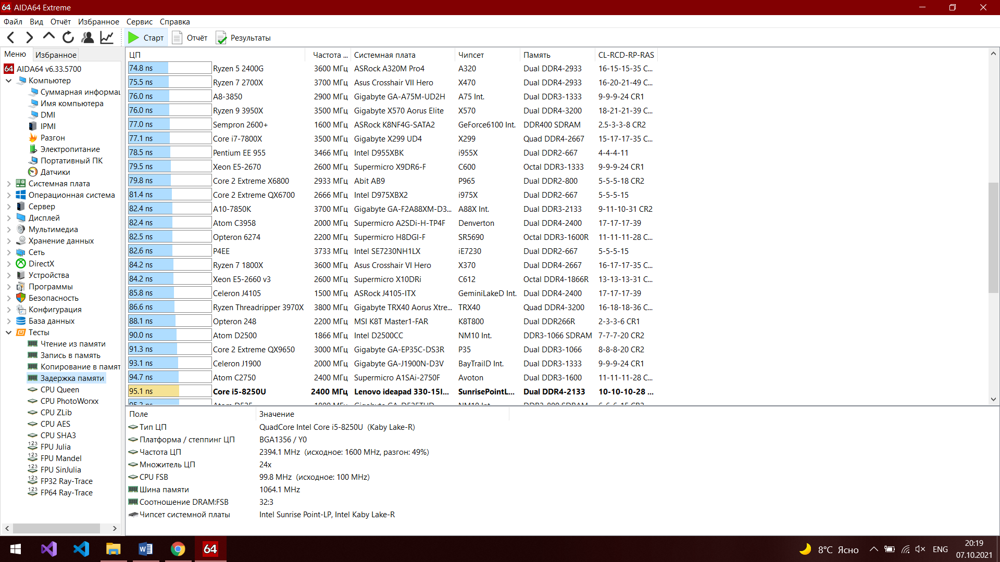 64 AIDA64 Extreme
Файл Вид Отчёт Избранное Сервис Справка
Старт Отчёт Результаты
Меню Избранное
64 AIDA64 v6.33.5700
Компьютер
Суммарная информац
Имя компьютера
DMI
IPMI
Разгон
Электропитание
Портативный ПК
Датчики
Системная плата
Операционная система
Сервер
Дисплей
Мультимедиа
Хранение данных
Сеть
DirectX
Устройства
Программы
Безопасность
Конфигурация
База данных
Тесты
Чтение из памяти
Запись в память
Копирование в памят
Задержка памяти
CPU Queen
CPU PhotoWorxx
CPU ZLib
CPU AES
CPU SHA3
123 FPU Julia
123 FPU Mandel
123 FPU SinJulia
123 FP32 Ray-Trace
123 FP64 Ray-Trace
ЦП Частота ... Системная плата Чипсет Память CL-RCD-RP-RAS
74.8 ns Ryzen 5 2400G 3600 МГц ASRock A320M Pro4 A320 Dual DDR4-2933 16-15-15-35 C...
75.5 ns Ryzen 7 2700X 3700 МГц Asus Crosshair VII Hero X470 Dual DDR4-2933 16-20-21-49 C...
76.0 ns A8-3850 2900 МГц Gigabyte GA-A75M-UD2H A75 Int. Dual DDR3-1333 9-9-9-24 CR1
76.0 ns Ryzen 9 3950X 3500 МГц Gigabyte X570 Aorus Elite X570 Dual DDR4-3200 18-21-21-39 C...
77.0 ns Sempron 2600+ 1600 МГц ASRock K8NF4G-SATA2 GeForce6100 Int. DDR400 SDRAM 2.5-3-3-8 CR2
77.1 ns Core i7-7800X 3500 МГц Gigabyte X299 UD4 X299 Quad DDR4-2667 15-17-17-35 C...
78.5 ns Pentium EE 955 3466 МГц Intel D955XBK i955X Dual DDR2-667 4-4-4-11
79.5 ns Xeon E5-2670 2600 МГц Supermicro X9DR6-F C600 Octal DDR3-1333 9-9-9-24 CR1
79.8 ns Core 2 Extreme X6800 2933 МГц Abit AB9 P965 Dual DDR2-800 5-5-5-18 CR2
81.4 ns Core 2 Extreme QX6700 2666 МГц Intel D975XBX2 i975X Dual DDR2-667 5-5-5-15
82.4 ns A10-7850K 3700 МГц Gigabyte GA-F2A88XM-D3... A88X Int. Dual DDR3-2133 9-11-10-31 CR2
82.4 ns Atom C3958 2000 МГц Supermicro A2SDi-H-TP4F Denverton Dual DDR4-2400 17-17-17-39
82.5 ns Opteron 6274 2200 МГц Supermicro H8DGI-F SR5690 Octal DDR3-1600R 11-11-11-28 C...
82.6 ns P4EE 3733 МГц Intel SE7230NH1LX iE7230 Dual DDR2-667 5-5-5-15
84.2 ns Ryzen 7 1800X 3600 МГц Asus Crosshair VI Hero X370 Dual DDR4-2667 16-17-17-35 C...
84.2 ns Xeon E5-2660 v3 2600 МГц Supermicro X10DRi C612 Octal DDR4-1866R 13-13-13-31 C...
85.8 ns Celeron J4105 1500 МГц ASRock J4105-ITX GeminiLakeD Int. Dual DDR4-2400 17-17-17-39
86.6 ns Ryzen Threadripper 3970X 3800 МГц Gigabyte TRX40 Aorus Xtre... TRX40 Quad DDR4-3200 16-18-18-36 C...
88.1 ns Opteron 248 2200 МГц MSI K8T Master1-FAR K8T800 Dual DDR266R 2-3-3-6 CR1
90.0 ns Atom D2500 1866 МГц Intel D2500CC NM10 Int. DDR3-1066 SDRAM 7-7-7-20 CR2
91.3 ns Core 2 Extreme QX9650 3000 МГц Gigabyte GA-EP35C-DS3R P35 Dual DDR3-1066 8-8-8-20 CR2
93.1 ns Celeron J1900 2000 МГц Gigabyte GA-J1900N-D3V BayTrailD Int. Dual DDR3-1333 9-9-9-24 CR1
94.7 ns Atom C2750 2400 МГц Supermicro A1SAi-2750F Avoton Dual DDR3-1600 11-11-11-28 C...
95.1 ns Core i5-8250U 2400 МГц Lenovo ideapad 330-15I... SunrisePointL... Dual DDR4-2133 10-10-10-28 ...
Поле Значение
Тип ЦП QuadCore Intel Core i5-8250U (Kaby Lake-R)
Платформа / степпинг ЦП BGA1356 / Y0
Частота ЦП 2394.1 MHz (исходное: 1600 MHz, разгон: 49%)
Множитель ЦП 24x
CPU FSB 99.8 MHz (исходное: 100 MHz)
Шина памяти 1064.1 MHz
Соотношение DRAM:FSB 32:3
Чипсет системной платы Intel Sunrise Point-LP, Intel Kaby Lake-R
64 8°C Ясно ENG 20:19
07.10.2021